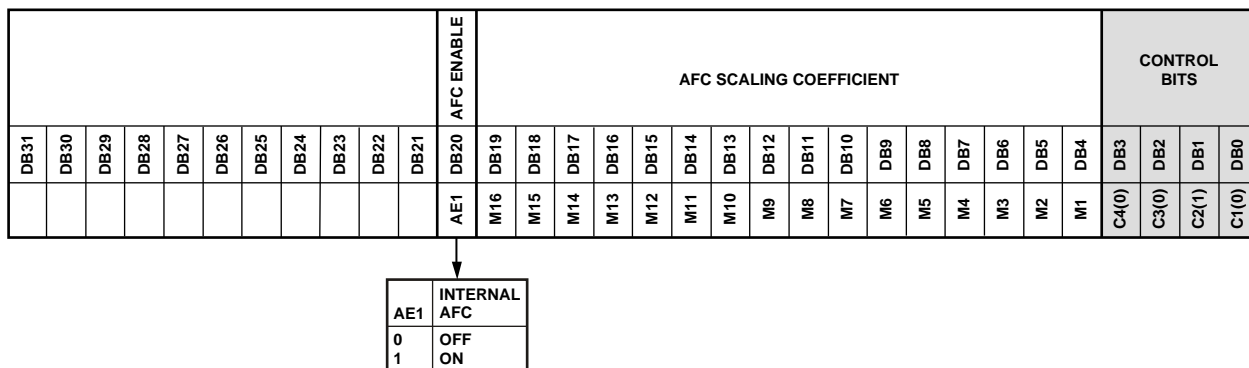 AFC ENABLE
AFC SCALING COEFFICIENT
CONTROL
BITS
DB31 DB30 DB29 DB28 DB27 DB26 DB25 DB24 DB23 DB22 DB21 DB20 DB19 DB18 DB17 DB16 DB15 DB14 DB13 DB12 DB11 DB10 DB9 DB8 DB7 DB6 DB5 DB4 DB3 DB2 DB1 DB0
AE1 M16 M15 M14 M13 M12 M11 M10 M9 M8 M7 M6 M5 M4 M3 M2 M1 C4(0) C3(0) C2(1) C1(0)
INTERNAL
AE1 AFC
0 OFF
1 ON